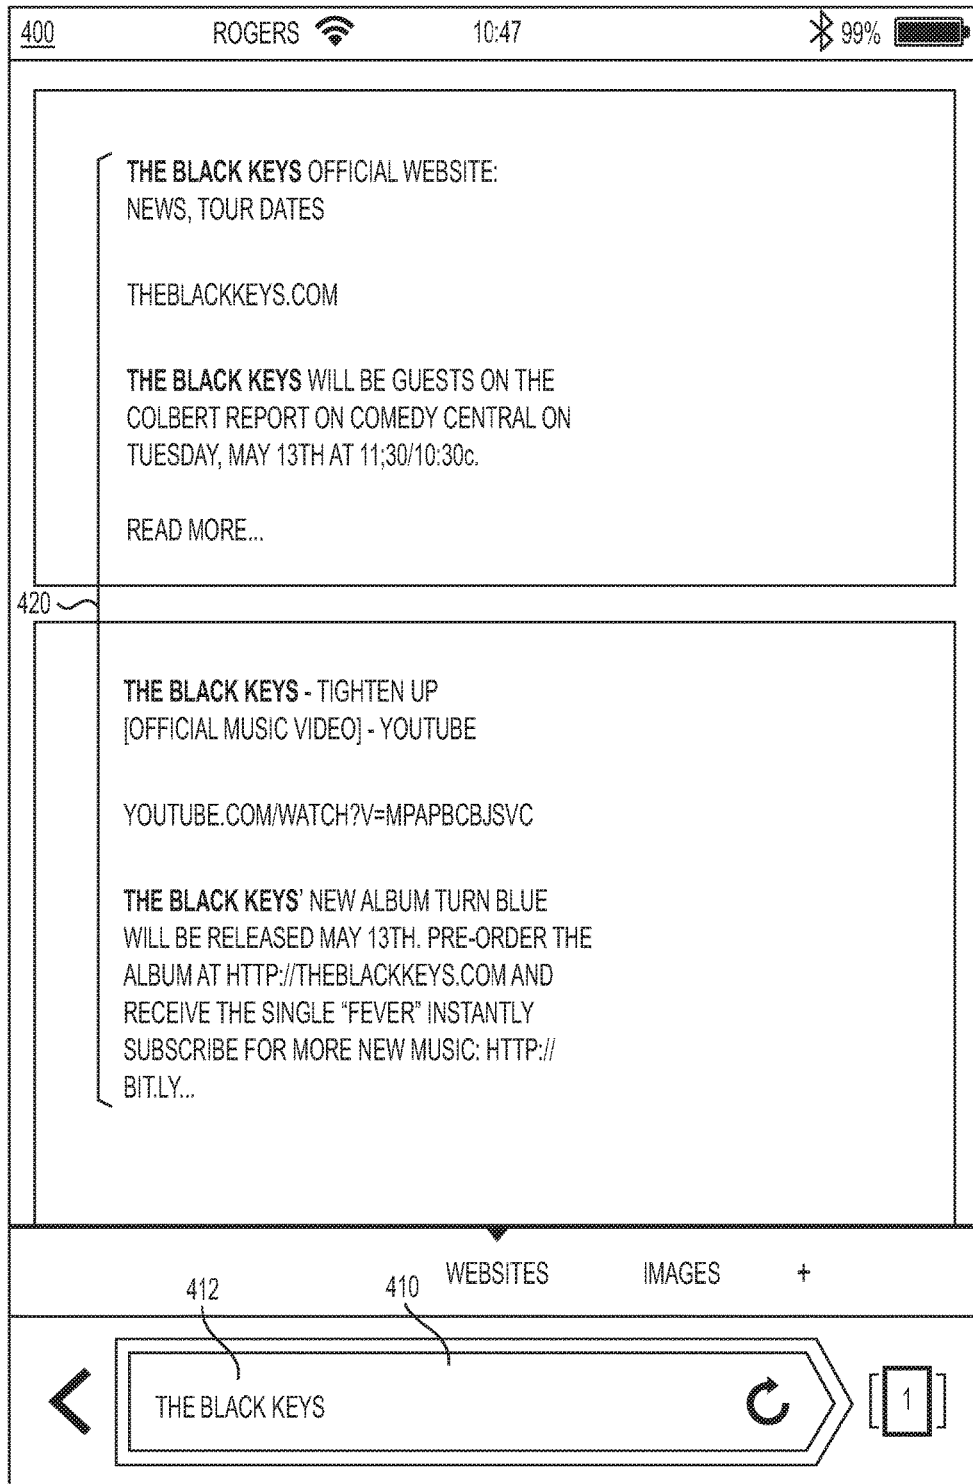 400 ROGERS 10:47 99%
THE BLACK KEYS OFFICIAL WEBSITE:
NEWS, TOUR DATES
THEBLACKKEYS.COM
THE BLACK KEYS WILL BE GUESTS ON THE
COLBERT REPORT ON COMEDY CENTRAL ON
TUESDAY, MAY 13TH AT 11;30/10:30c.
READ MORE...
420
THE BLACK KEYS - TIGHTEN UP
[OFFICIAL MUSIC VIDEO] - YOUTUBE
YOUTUBE.COM/WATCH?V=MPAPBCBJSVC
THE BLACK KEYS' NEW ALBUM TURN BLUE
WILL BE RELEASED MAY 13TH. PRE-ORDER THE
ALBUM AT HTTP://THEBLACKKEYS.COM AND
RECEIVE THE SINGLE “FEVER” INSTANTLY
SUBSCRIBE FOR MORE NEW MUSIC: HTTP://
BIT.LY...
WEBSITES IMAGES +
412 410
THE BLACK KEYS 1